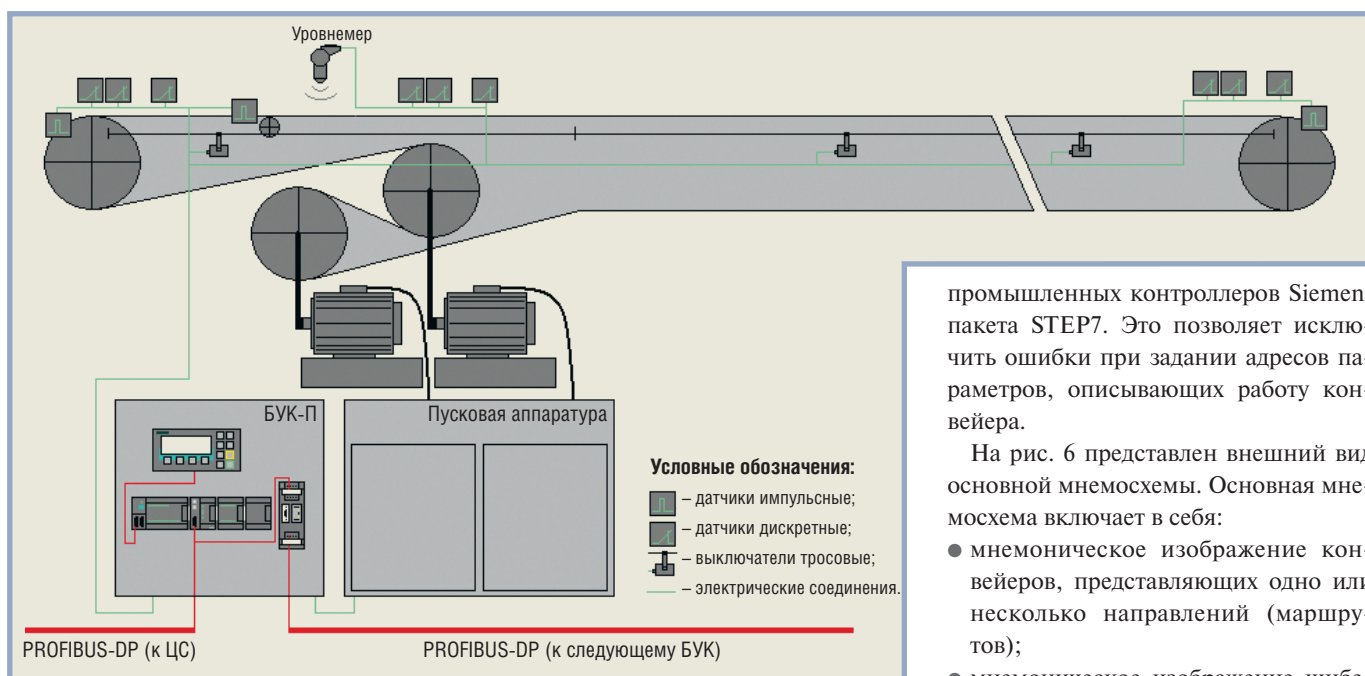 Уровнемер
БУК-П
Пусковая аппаратура
Условные обозначения:
– датчики импульсные;
– датчики дискретные;
– выключатели тросовые;
– электрические соединения.
PROFIBUS-DP (к ЦС)
PROFIBUS-DP (к следующему БУК)
промышленных контроллеров Siemen
пакета STEP7. Это позволяет исклю-
чить ошибки при задании адресов па-
раметров, описывающих работу кон-
вейера.
На рис. 6 представлен внешний вид
основной мнемосхемы. Основная мне-
мосхема включает в себя:
● мнемоническое изображение кон-
вейеров, представляющих одно или
несколько направлений (маршру-
тов);